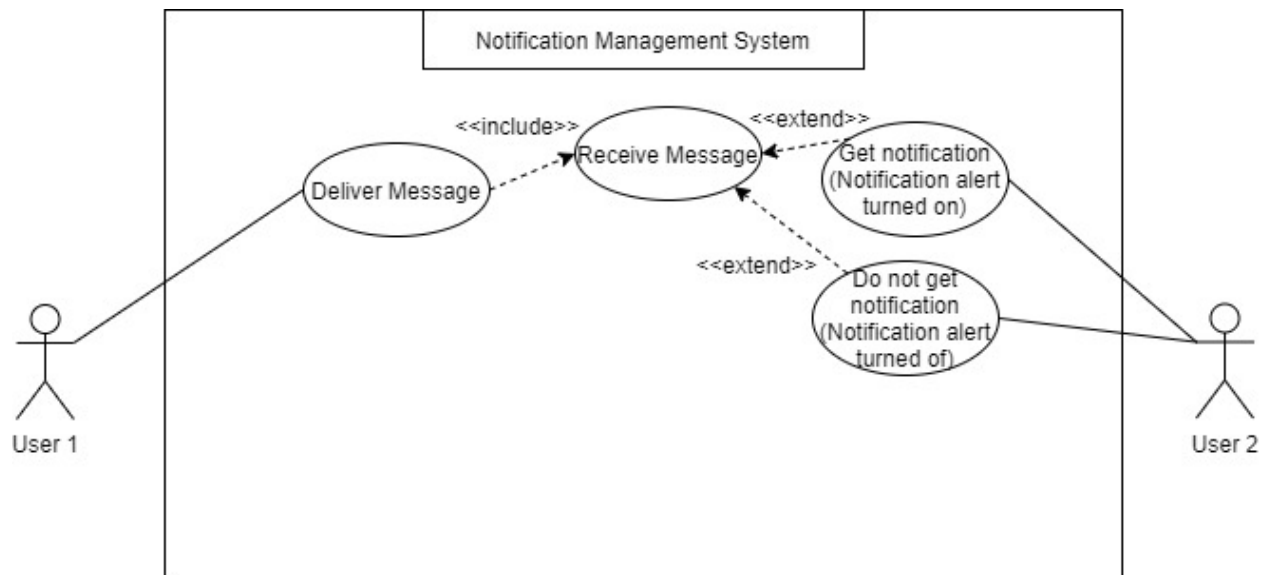 Notification Management System
<<include>>
<<extend>>
Receive Message
Get notification
(Notification alert
turned on)
Deliver Message
<<extend>>
Do not get
notification
(Notification alert
turned of)
User 1
User 2